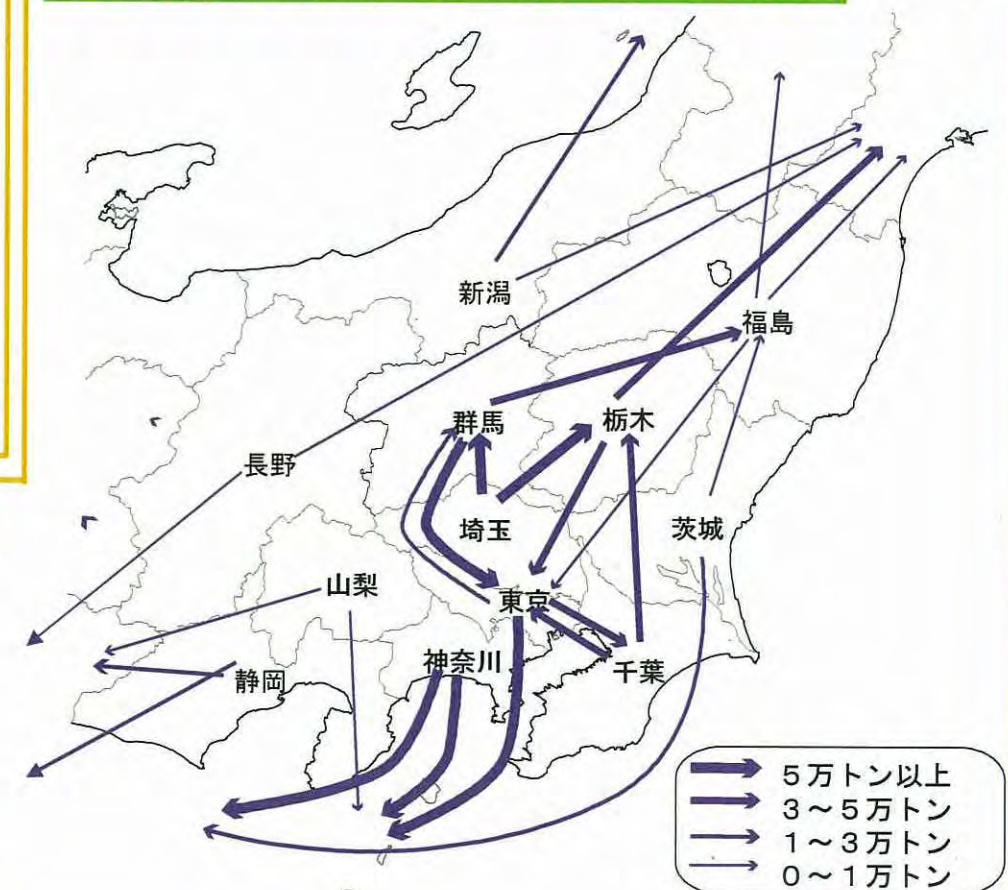 新潟
福島
群馬
栃木
長野
埼玉
茨城
山梨
東京
神奈川
千葉
静岡
5万トン以上
3~5万トン
1~3万トン
0~1万トン